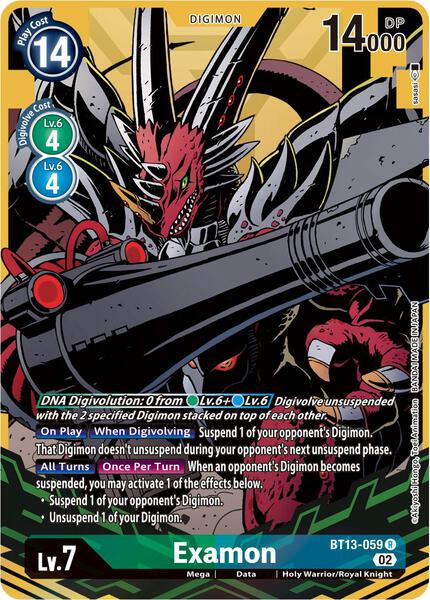 Play Cost
14
DIGIMON
14000 DP
sasasi
Digivolve Cost
Lv.6
4
Lv.6
4
DNA Digivolution: 0 from Lv.6+ Lv.6 Digivolve unsuspended
with the 2 specified Digimon stacked on top of each other.
On Play When Digivolving Suspend 1 of your opponent's Digimon.
That Digimon doesn't unsuspend during your opponent's next unsuspend phase.
All Turns Once Per Turn When an opponent's Digimon becomes
suspended, you may activate 1 of the effects below.
• Suspend 1 of your opponent's Digimon.
• Unsuspend 1 of your Digimon.
©Akiyoshi Hongo, Toei Animation BANDAI MADE IN JAPAN
Lv.7
Examon
BT13-059 R
02
Mega | Data | Holy Warrior/Royal Knight